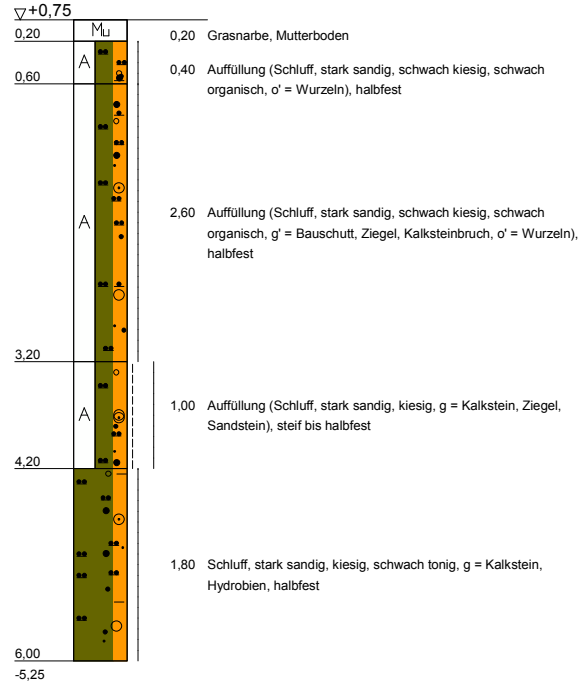 ▽+0,75
0,20
Mu
0,20 Grasnarbe, Mutterboden
A
0,40 Auffüllung (Schluff, stark sandig, schwach kiesig, schwach
organisch, o' = Wurzeln), halbfest
0,60
A
2,60 Auffüllung (Schluff, stark sandig, schwach kiesig, schwach
organisch, g' = Bauschutt, Ziegel, Kalksteinbruch, o' = Wurzeln),
halbfest
3,20
A
1,00 Auffüllung (Schluff, stark sandig, kiesig, g = Kalkstein, Ziegel,
Sandstein), steif bis halbfest
4,20
1,80 Schluff, stark sandig, kiesig, schwach tonig, g = Kalkstein,
Hydrobien, halbfest
6,00
-5,25